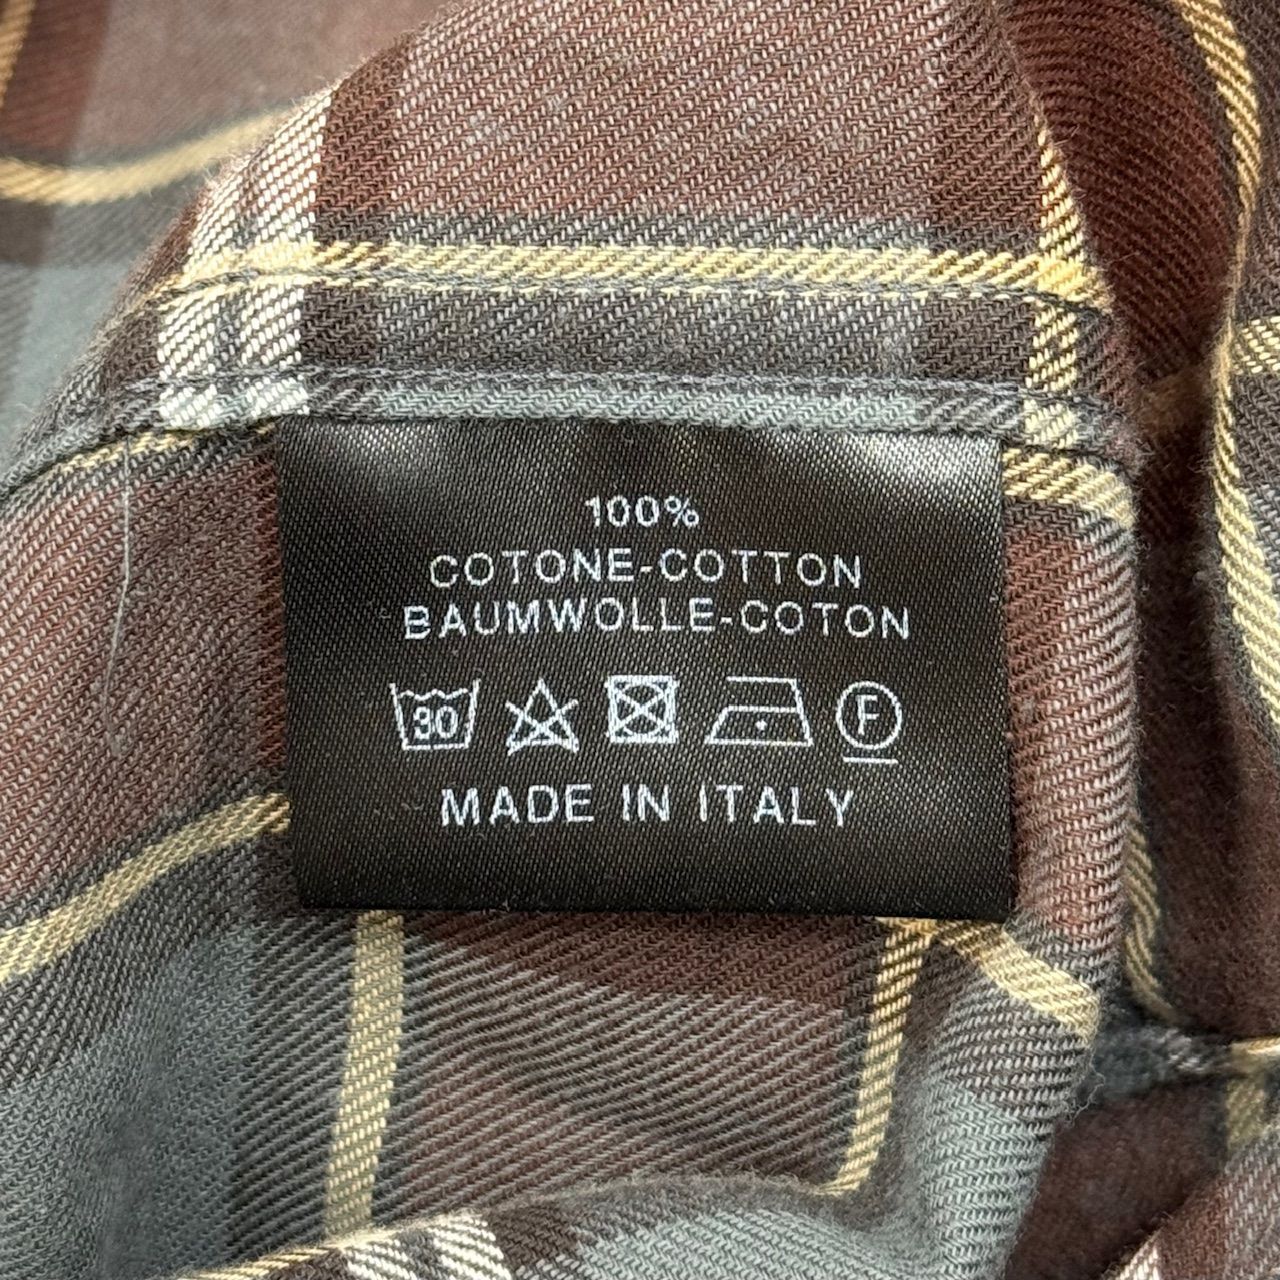 100%
COTONE-COTTON
BAUMWOLLE-COTON
30 F
MADE IN ITALY